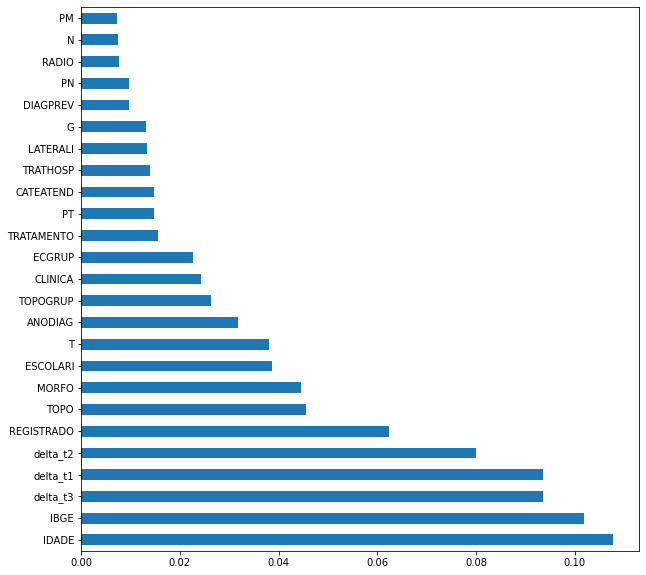 PM
N
RADIO
PN
DIAGPREV
G
LATERALI
TRATHOSP
CATEATEND
PT
TRATAMENTO
ECGRUP
CLINICA
TOPOGRUP
ANODIAG
T
ESCOLARI
MORFO
TOPO
REGISTRADO
delta_t2
delta_t1
delta_t3
IBGE
IDADE
0.00 0.02 0.04 0.06 0.08 0.10